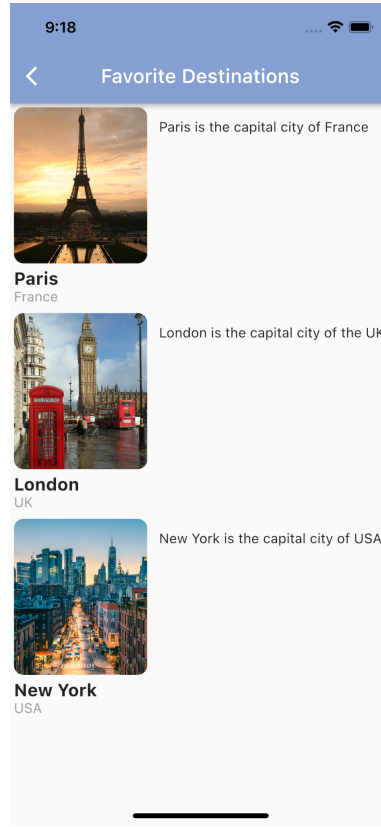 9:18
Favorite Destinations
Paris is the capital city of France
Paris
France
London is the capital city of the UK
TELEPHONE
London
UK
New York is the capital city of USA
New York
USA